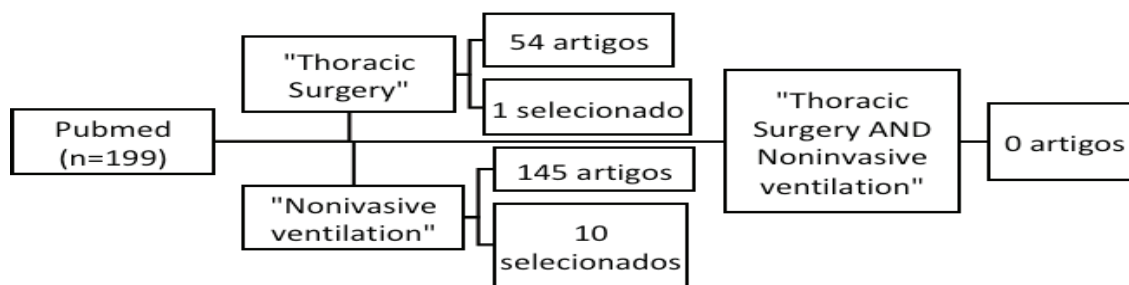 Pubmed
(n=199)
"Thoracic
Surgery"
54 artigos
1 selecionado
"Nonivasive
ventilation"
145 artigos
10
selecionados
"Thoracic
Surgery AND
Noninvasive
ventilation"
0 artigos